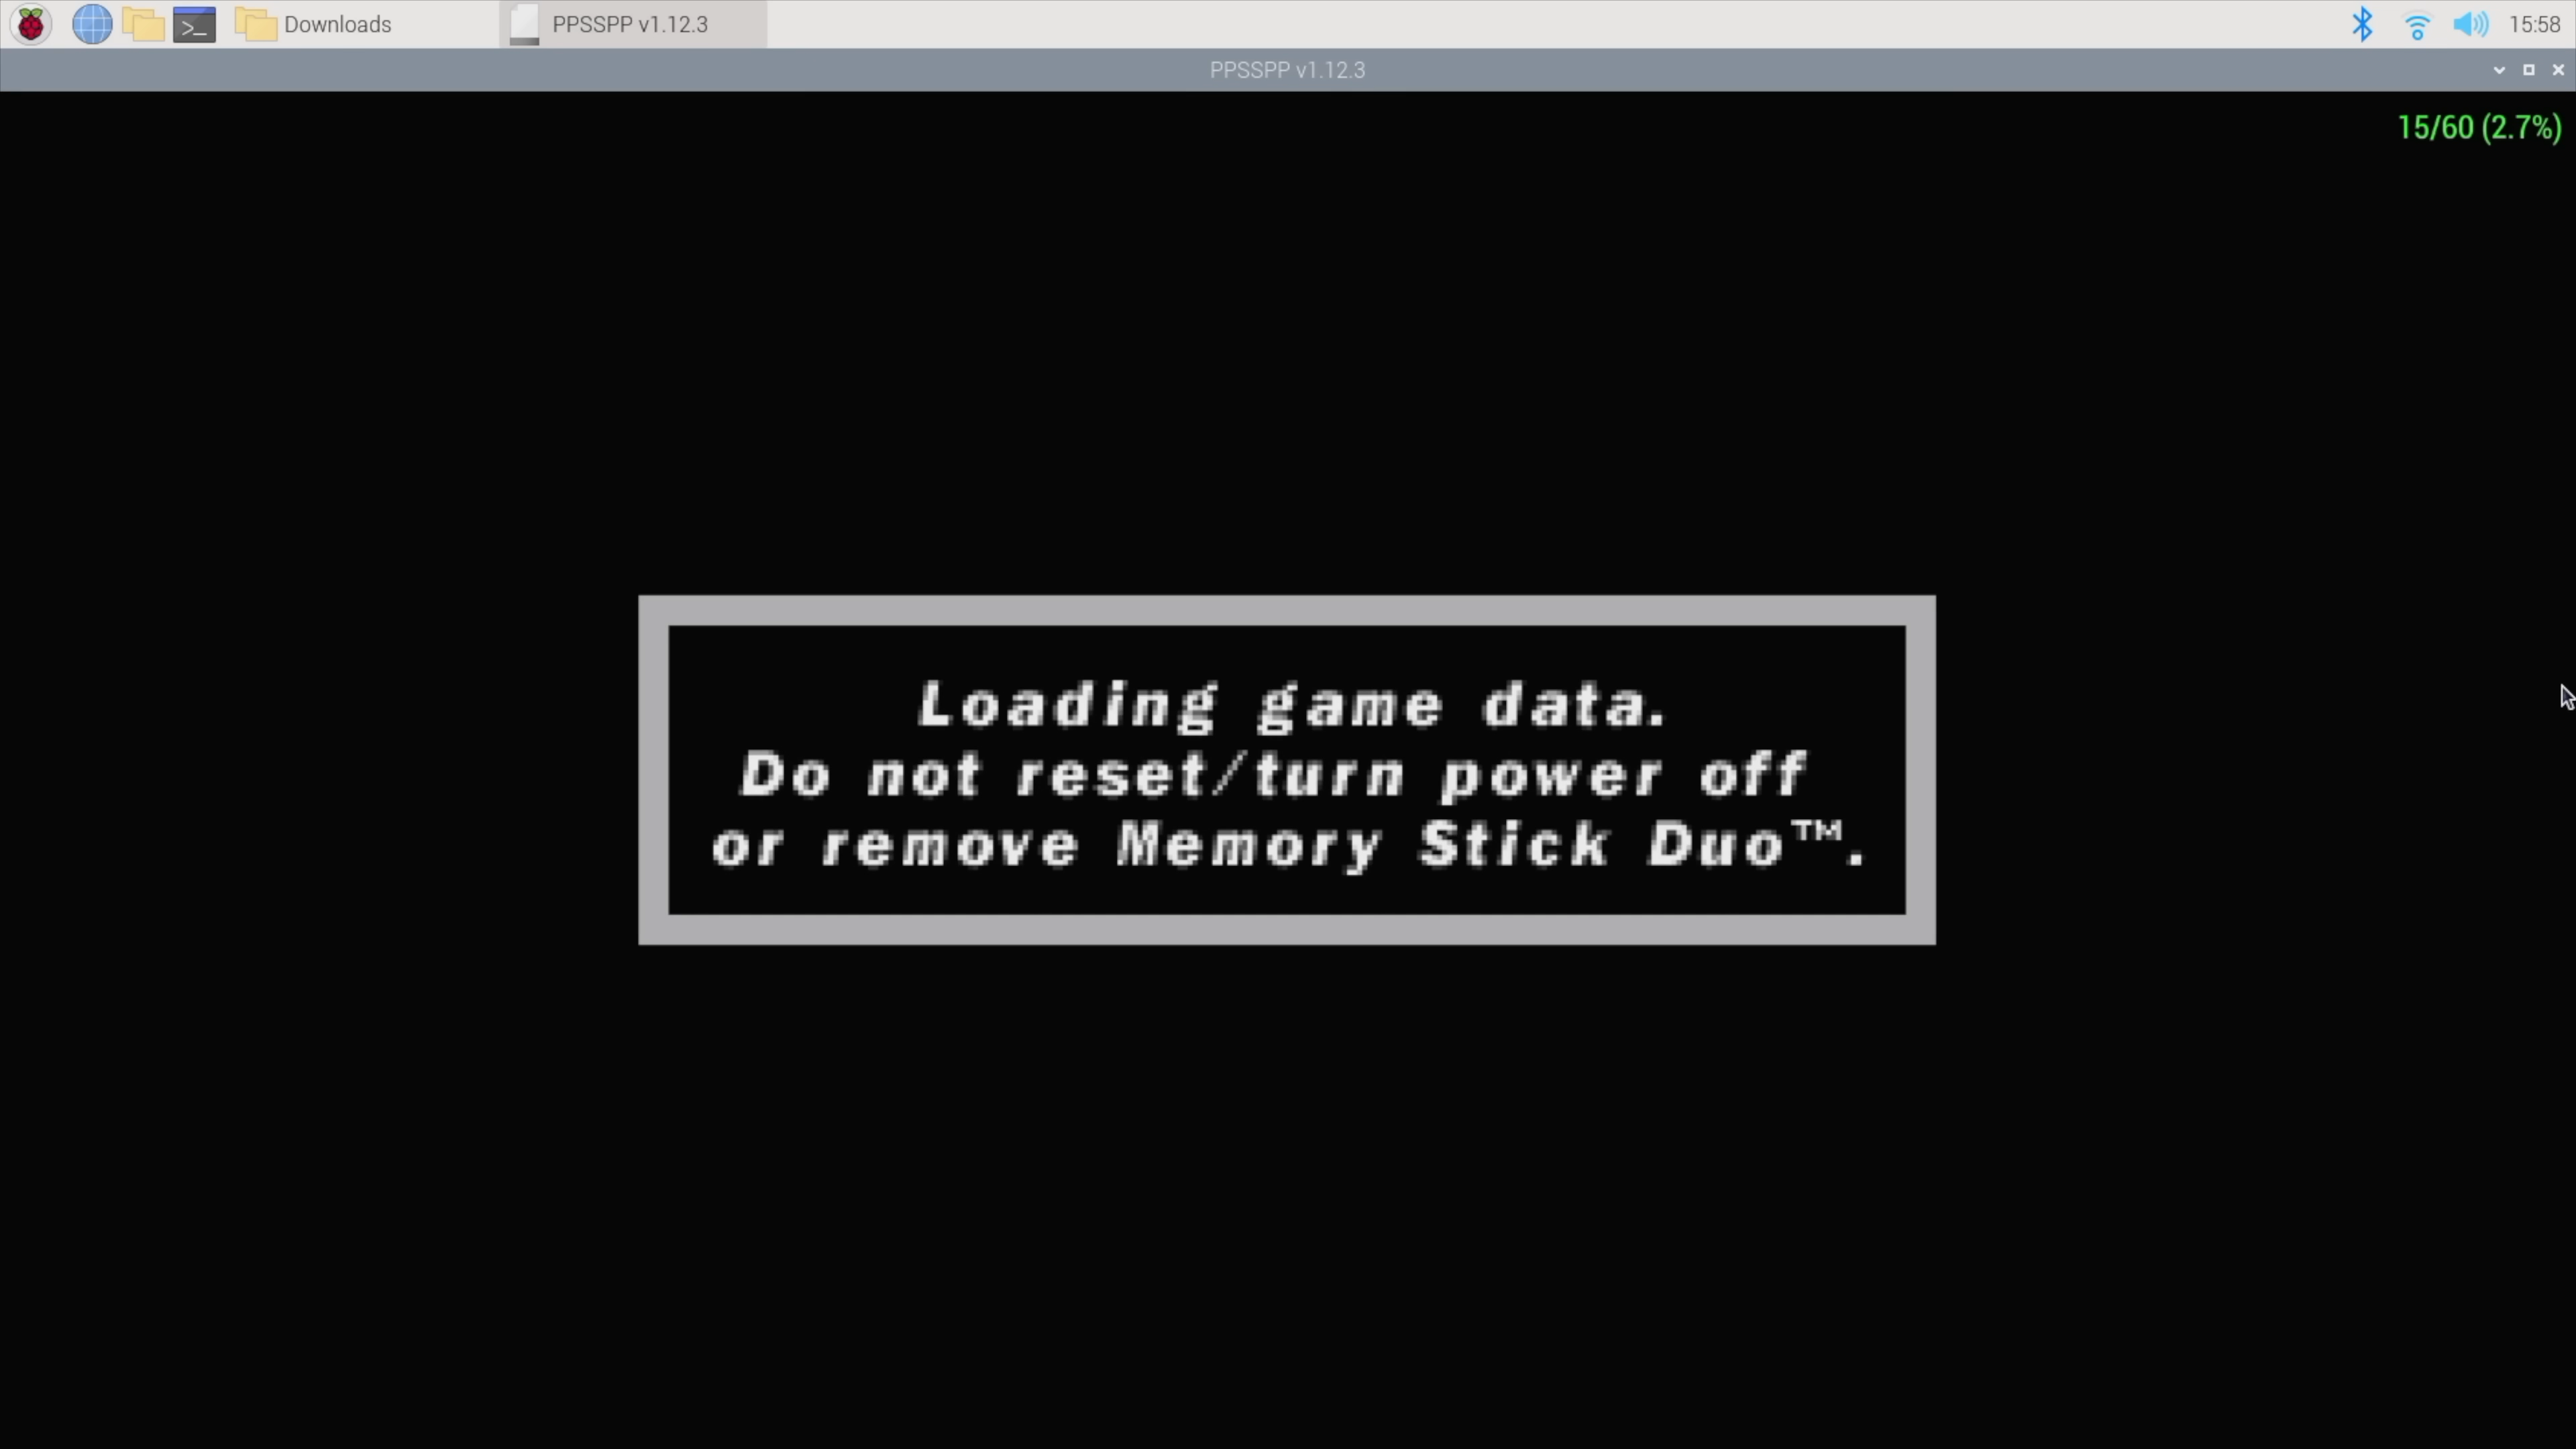 Downloads
PPSSPP v1.12.3
15:58
PPSSPP v1.12.3
15/60 (2.7%)
Loading game data.
Do not reset/turn power off
or remove Memory Stick Duo™.